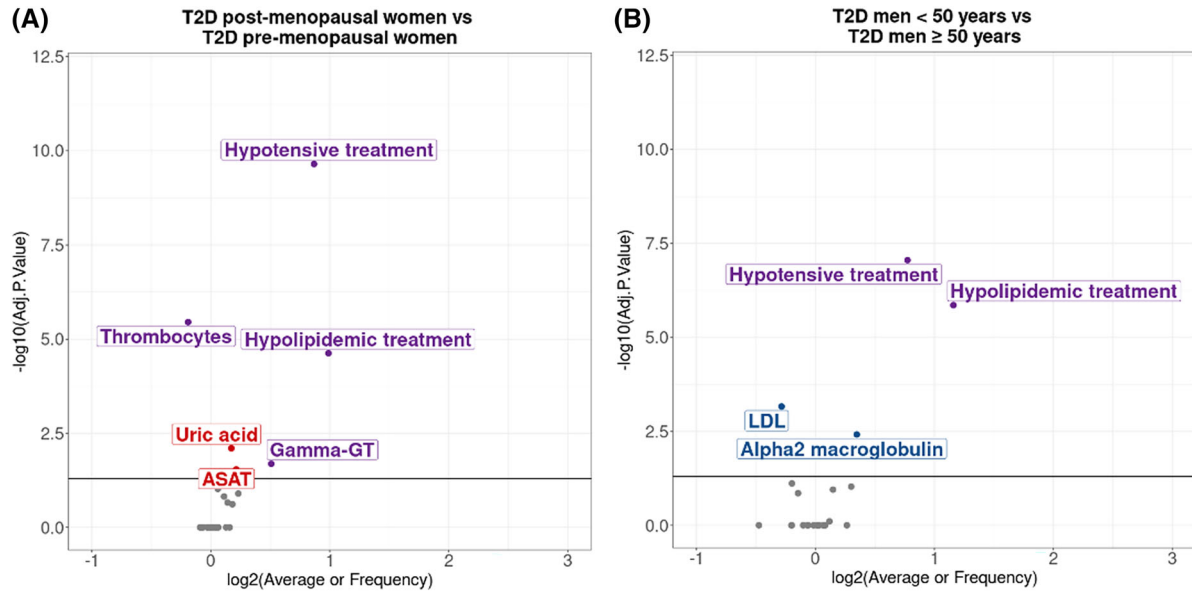 (A)
T2D post-menopausal women vs
T2D pre-menopausal women
12.5
10.0
7.5
5.0
2.5
0.0
-log10(Adj.P.Value)
Hypotensive treatment
Thrombocytes
Hypolipidemic treatment
Uric acid
Gamma-GT
ASAT
-1
0
1
2
3
log2(Average or Frequency)
(B)
T2D men < 50 years vs
T2D men ≥ 50 years
12.5
10.0
7.5
5.0
2.5
0.0
-log10(Adj.P.Value)
Hypotensive treatment
Hypolipidemic treatment
LDL
Alpha2 macroglobulin
-1
0
1
2
3
log2(Average or Frequency)